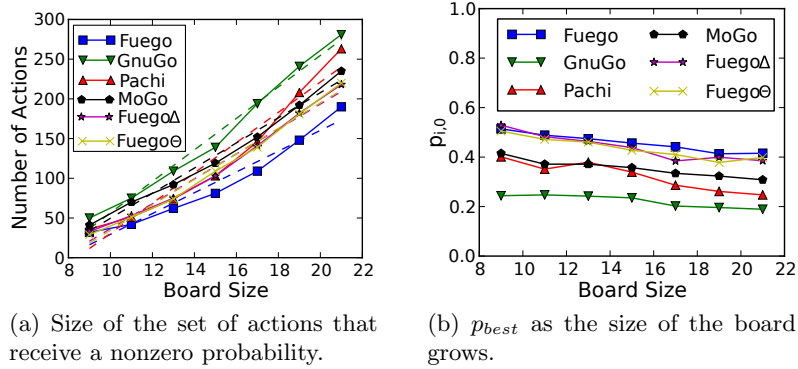 300
250
200
150
100
50
0
Number of Actions
Fuego
GnuGo
Pachi
MoGo
FuegoΔ
FuegoΘ
8 10 12 14 16 18 20 22
Board Size
(a) Size of the set of actions that
receive a nonzero probability.
1.0
0.8
0.6
0.4
0.2
0.0
p_{i,0}
Fuego
GnuGo
Pachi
MoGo
FuegoΔ
FuegoΘ
8 10 12 14 16 18 20 22
Board Size
(b) p_{best} as the size of the board
grows.